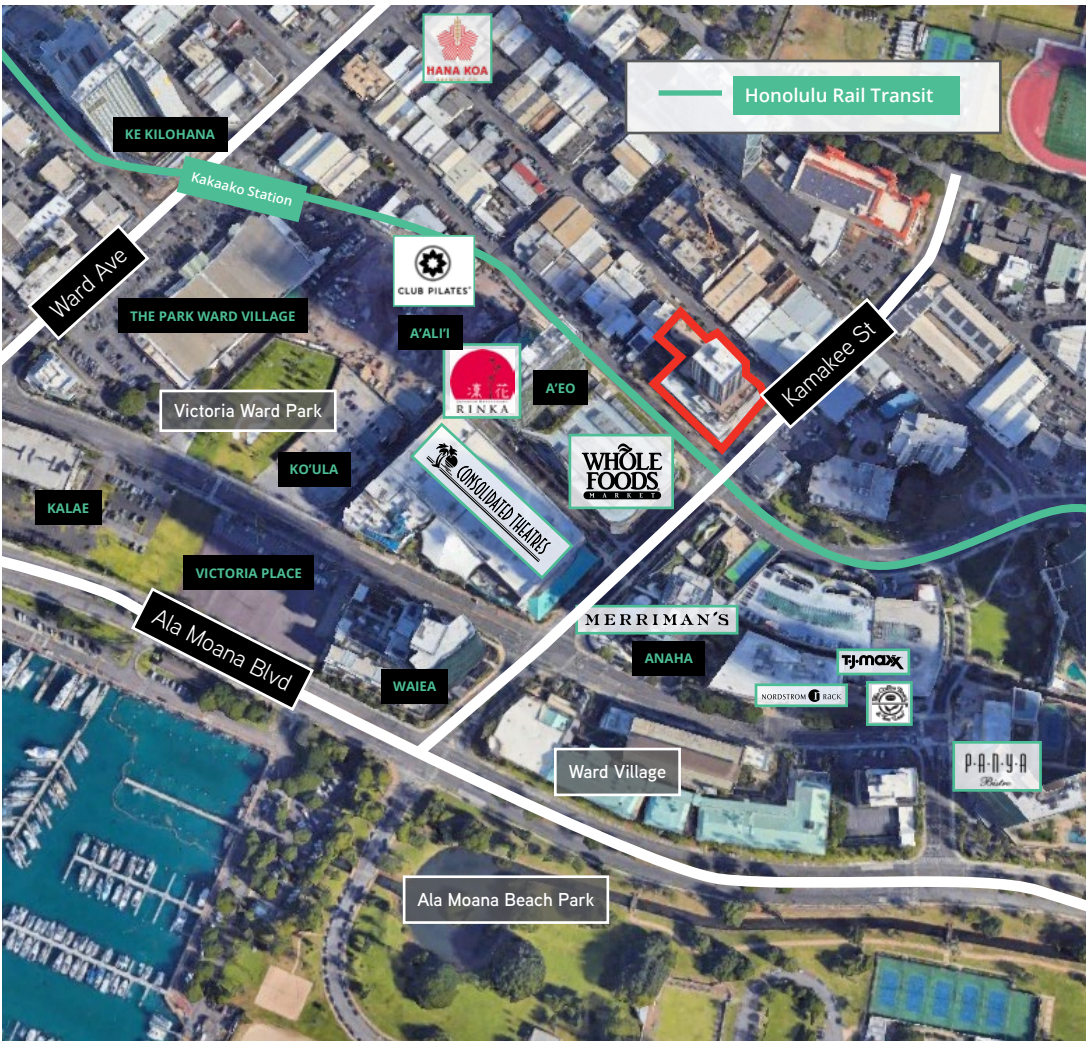 HANA KOA
Honolulu Rail Transit
KE KILOHANA
Kakaako Station
Ward Ave
CLUB PILATES
THE PARK WARD VILLAGE
A'ALI'I
Kamakee St
漢 花
RINKA
A'EO
Victoria Ward Park
WHOLE
FOODS
MARKET
KO'ULA
CONSOLIDATED THEATRES
KALAE
VICTORIA PLACE
Ala Moana Blvd
MERRIMAN'S
ANAHA
T·J·maxx
WAIEA
NORDSTROM rack
Ward Village
P·A·N·Y·A
Bistro
Ala Moana Beach Park